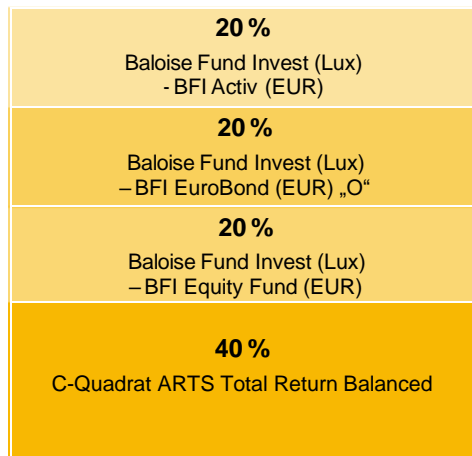 20 %
Baloise Fund Invest (Lux)
- BFI Activ (EUR)
20 %
Baloise Fund Invest (Lux)
– BFI EuroBond (EUR) „O“
20 %
Baloise Fund Invest (Lux)
– BFI Equity Fund (EUR)
40 %
C-Quadrat ARTS Total Return Balanced